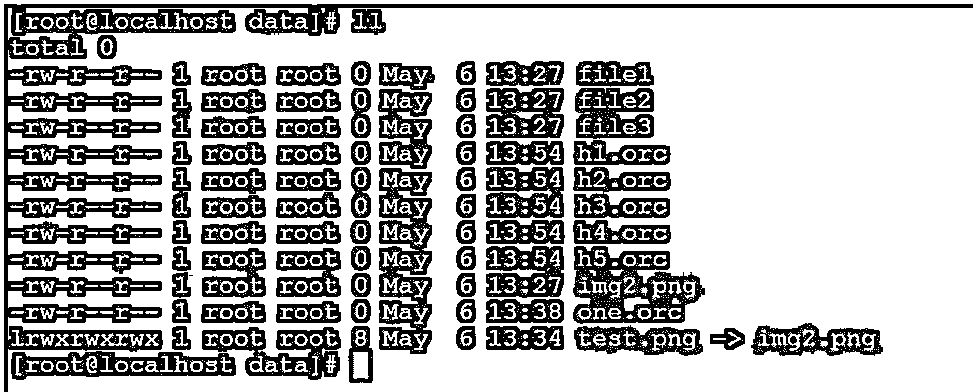 [root@localhost data]# ll
total 0
-rw-r--r-- 1 root root 0 May  6 13:27 file1
-rw-r--r-- 1 root root 0 May  6 13:27 file2
-rw-r--r-- 1 root root 0 May  6 13:27 file3
-rw-r--r-- 1 root root 0 May  6 13:54 h1.orc
-rw-r--r-- 1 root root 0 May  6 13:54 h2.orc
-rw-r--r-- 1 root root 0 May  6 13:54 h3.orc
-rw-r--r-- 1 root root 0 May  6 13:54 h4.orc
-rw-r--r-- 1 root root 0 May  6 13:54 h5.orc
-rw-r--r-- 1 root root 0 May  6 13:27 img2.png
-rw-r--r-- 1 root root 0 May  6 13:38 one.orc
lrwxrwxrwx 1 root root 8 May  6 13:34 test.png -> img2.png
[root@localhost data]#